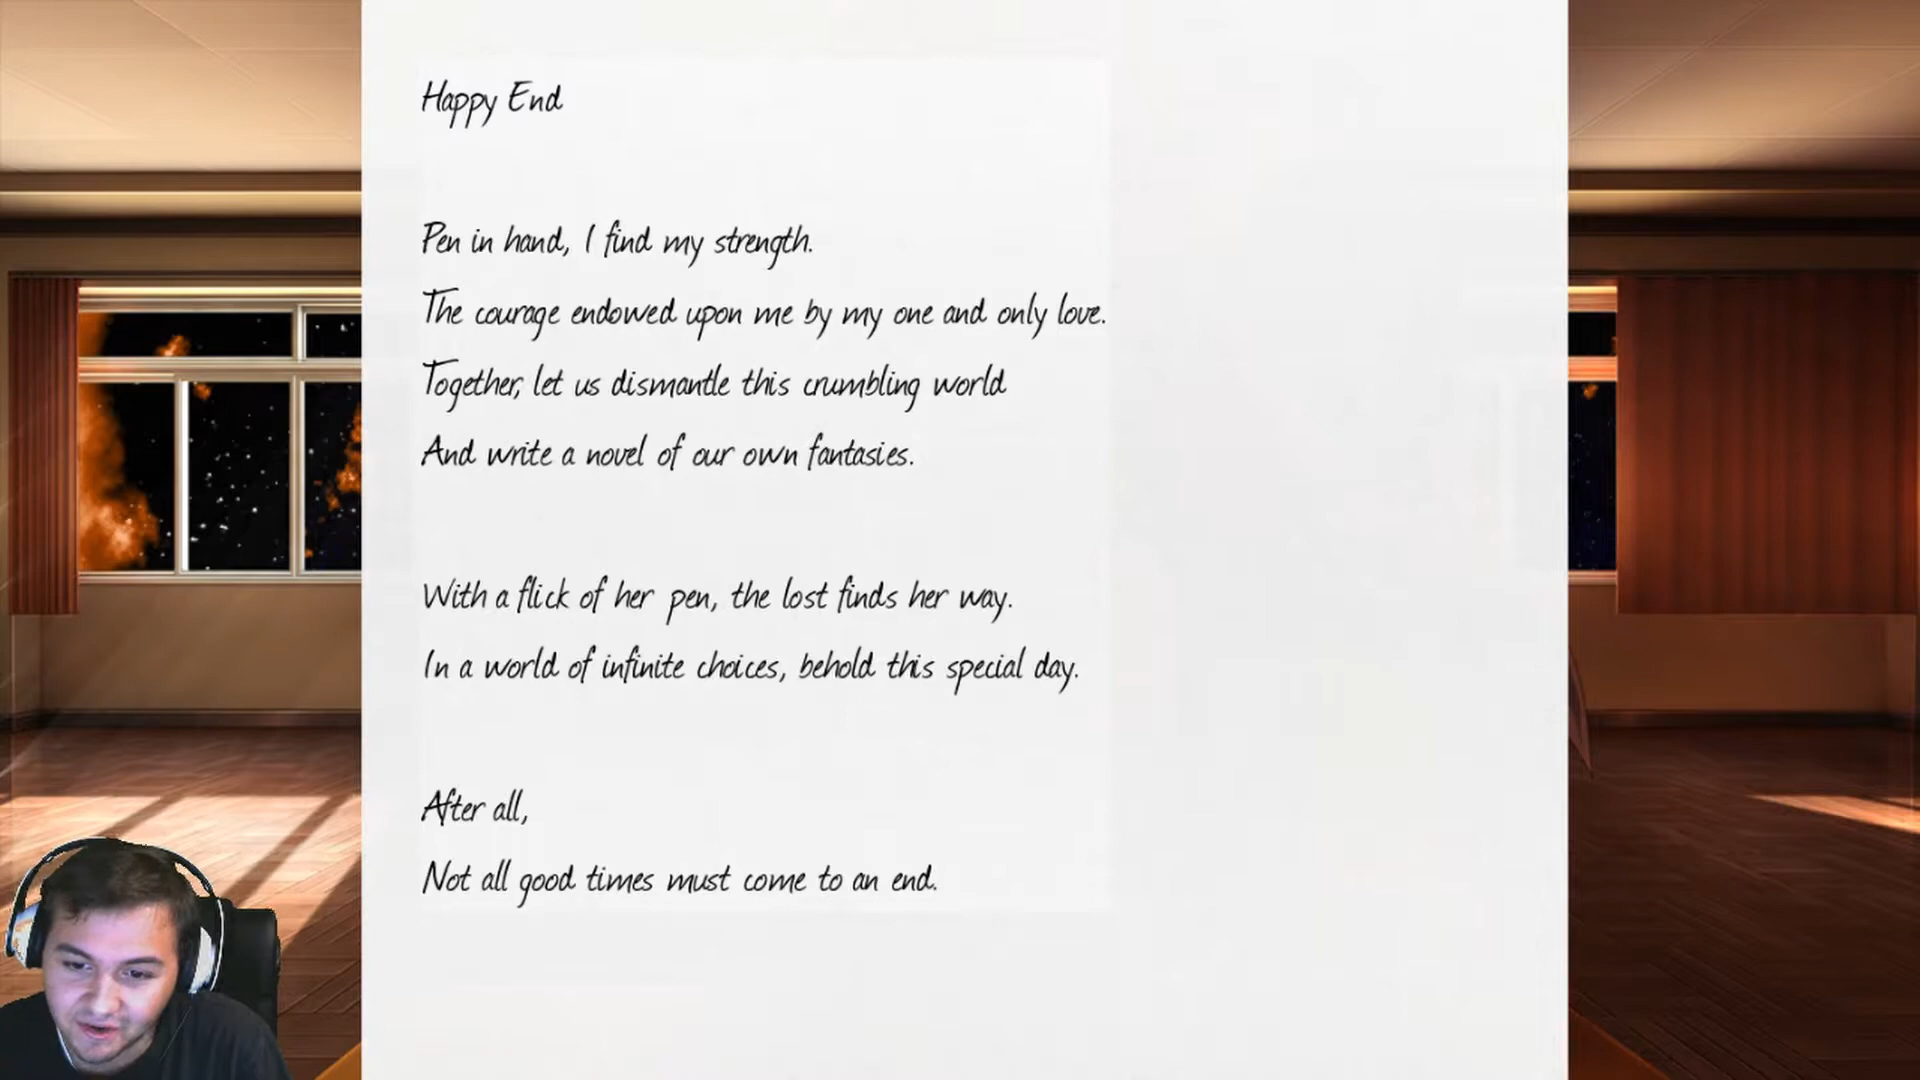 Happy End
Pen in hand, I find my strength.
The courage endowed upon me by my one and only love.
Together, let us dismantle this crumbling world
And write a novel of our own fantasies.
With a flick of her pen, the lost finds her way.
In a world of infinite choices, behold this special day.
After all,
Not all good times must come to an end.